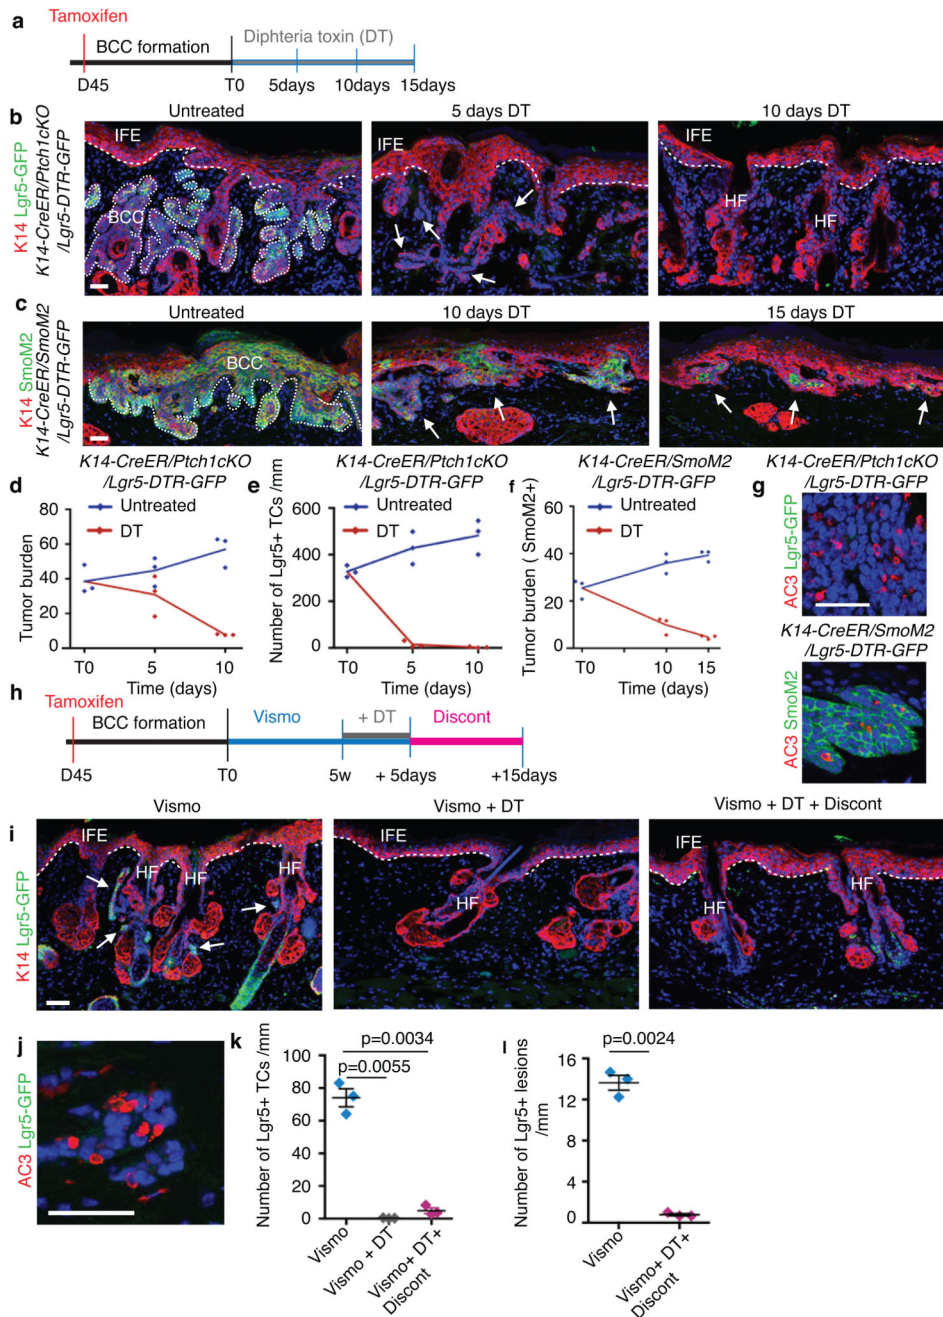 a
Tamoxifen
BCC formation
Diphteria toxin (DT)
D45
T0
5days
10days
15days
b
Untreated
5 days DT
10 days DT
K14 Lgr5-GFP
K14-CreER/Ptch1cKO
/Lgr5-DTR-GFP
IFE
BCC
IFE
IFE
HF
HF
c
Untreated
10 days DT
15 days DT
K14 SmoM2
K14-CreER/SmoM2
/Lgr5-DTR-GFP
BCC
d
K14-CreER/Ptch1cKO
/Lgr5-DTR-GFP
Untreated
DT
Tumor burden
80
60
40
20
0
T0
5
10
Time (days)
e
K14-CreER/Ptch1cKO
/Lgr5-DTR-GFP
Untreated
DT
Number of Lgr5+ TCs /mm
600
400
200
0
T0
5
10
Time (days)
f
K14-CreER/SmoM2
/Lgr5-DTR-GFP
Untreated
DT
Tumor burden ( SmoM2+)
60
40
20
0
T0
10
15
Time (days)
g
K14-CreER/Ptch1cKO
/Lgr5-DTR-GFP
AC3 Lgr5-GFP
K14-CreER/SmoM2
/Lgr5-DTR-GFP
AC3 SmoM2
h
Tamoxifen
BCC formation
Vismo
+ DT
Discont
D45
T0
5w
+ 5days
+15days
i
Vismo
Vismo + DT
Vismo + DT + Discont
K14 Lgr5-GFP
IFE
HF
HF
HF
IFE
HF
IFE
HF
HF
j
AC3 Lgr5-GFP
k
p=0.0034
p=0.0055
Number of Lgr5+ TCs /mm
100
80
60
40
20
0
Vismo
Vismo + DT
Vismo+ DT+
Discont
l
p=0.0024
Number of Lgr5+ lesions
/mm
16
12
8
4
0
Vismo
Vismo+ DT+
Discont